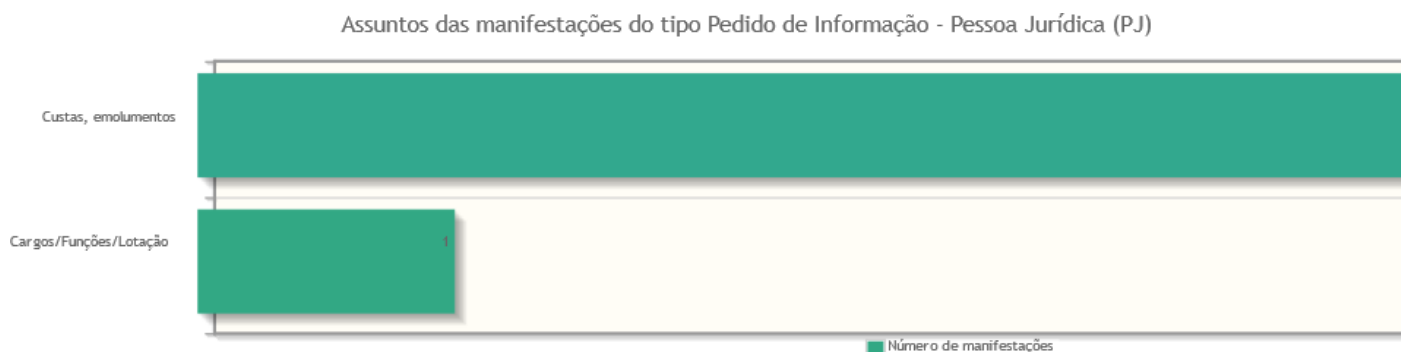 Assuntos das manifestações do tipo Pedido de Informação - Pessoa Jurídica (PJ)
Custas, emolumentos
Cargos/Funções/Lotação
1
Número de manifestações